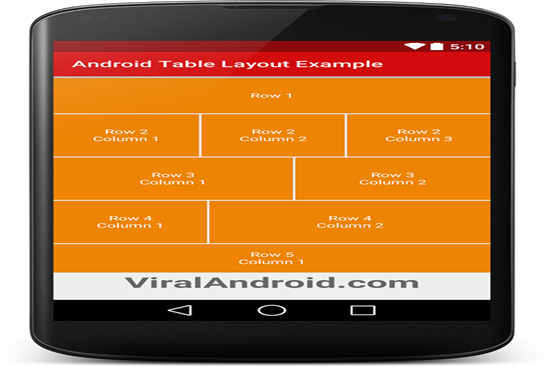 5:10
Android Table Layout Example
Row 1
Row 2
Column 1
Row 2
Column 2
Row 2
Column 3
Row 3
Column 1
Row 3
Column 2
Row 4
Column 1
Row 4
Column 2
Row 5
Column 1
ViralAndroid.com